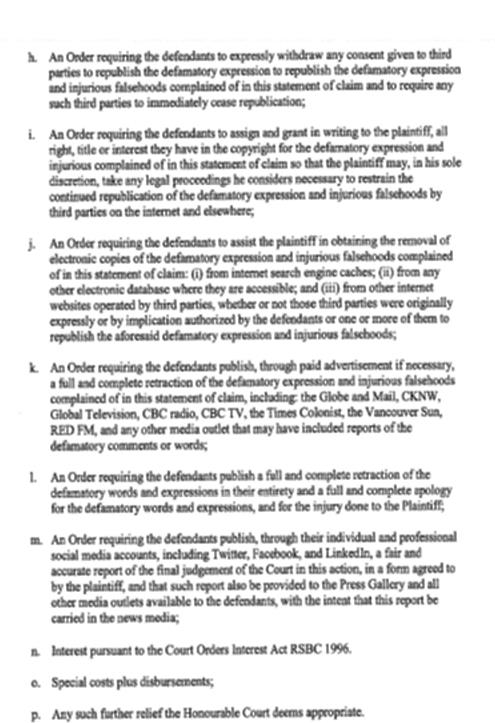 h. An Order requiring the defendants to expressly withdraw any consent given to third
parties to republish the defamatory expression to republish the defamatory expression
and injurious falsehoods complained of in this statement of claim and to require any
such third parties to immediately cease republication;
i. An Order requiring the defendants to assign and grant in writing to the plaintiff, all
right, title or interest they have in the copyright for the defamatory expression and
injurious complained of in this statement of claim so that the plaintiff may, in his sole
discretion, take any legal proceedings he considers necessary to restrain the
continued republication of the defamatory expression and injurious falsehoods by
third parties on the internet and elsewhere;
j. An Order requiring the defendants to assist the plaintiff in obtaining the removal of
electronic copies of the defamatory expression and injurious falsehoods complained
of in this statement of claim: (i) from internet search engine caches; (ii) from any
other electronic database where they are accessible; and (iii) from other internet
websites operated by third parties, whether or not those third parties were originally
expressly or by implication authorized by the defendants or one or more of them to
republish the aforesaid defamatory expression and injurious falsehoods;
k. An Order requiring the defendants publish, through paid advertisement if necessary,
a full and complete retraction of the defamatory expression and injurious falsehoods
complained of in this statement of claim, including: the Globe and Mail, CKNW,
Global Television, CBC radio, CBC TV, the Times Colonist, the Vancouver Sun,
RED FM, and any other media outlet that may have included reports of the
defamatory comments or words;
l. An Order requiring the defendants publish a full and complete retraction of the
defamatory words and expressions in their entirety and a full and complete apology
for the defamatory words and expressions, and for the injury done to the Plaintiff;
m. An Order requiring the defendants publish, through their individual and professional
social media accounts, including Twitter, Facebook, and LinkedIn, a fair and
accurate report of the final judgement of the Court in this action, in a form agreed to
by the plaintiff, and that such report also be provided to the Press Gallery and all
other media outlets available to the defendants, with the intent that this report be
carried in the news media;
n. Interest pursuant to the Court Orders Interest Act RSBC 1996.
o. Special costs plus disbursements;
p. Any such further relief the Honourable Court deems appropriate.